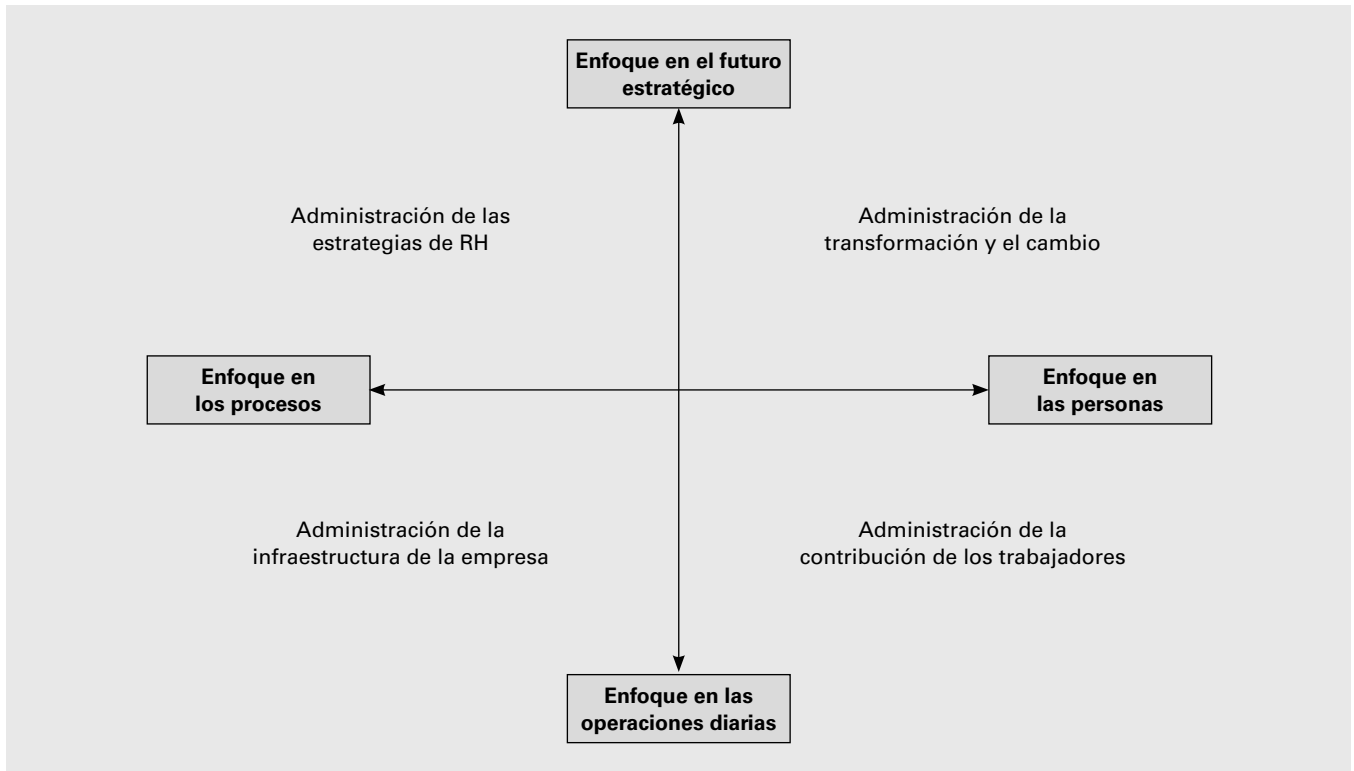 Enfoque en el futuro
estratégico
Administración de las
estrategias de RH
Administración de la
transformación y el cambio
Enfoque en
los procesos
Enfoque en
las personas
Administración de la
infraestructura de la empresa
Administración de la
contribución de los trabajadores
Enfoque en las
operaciones diarias